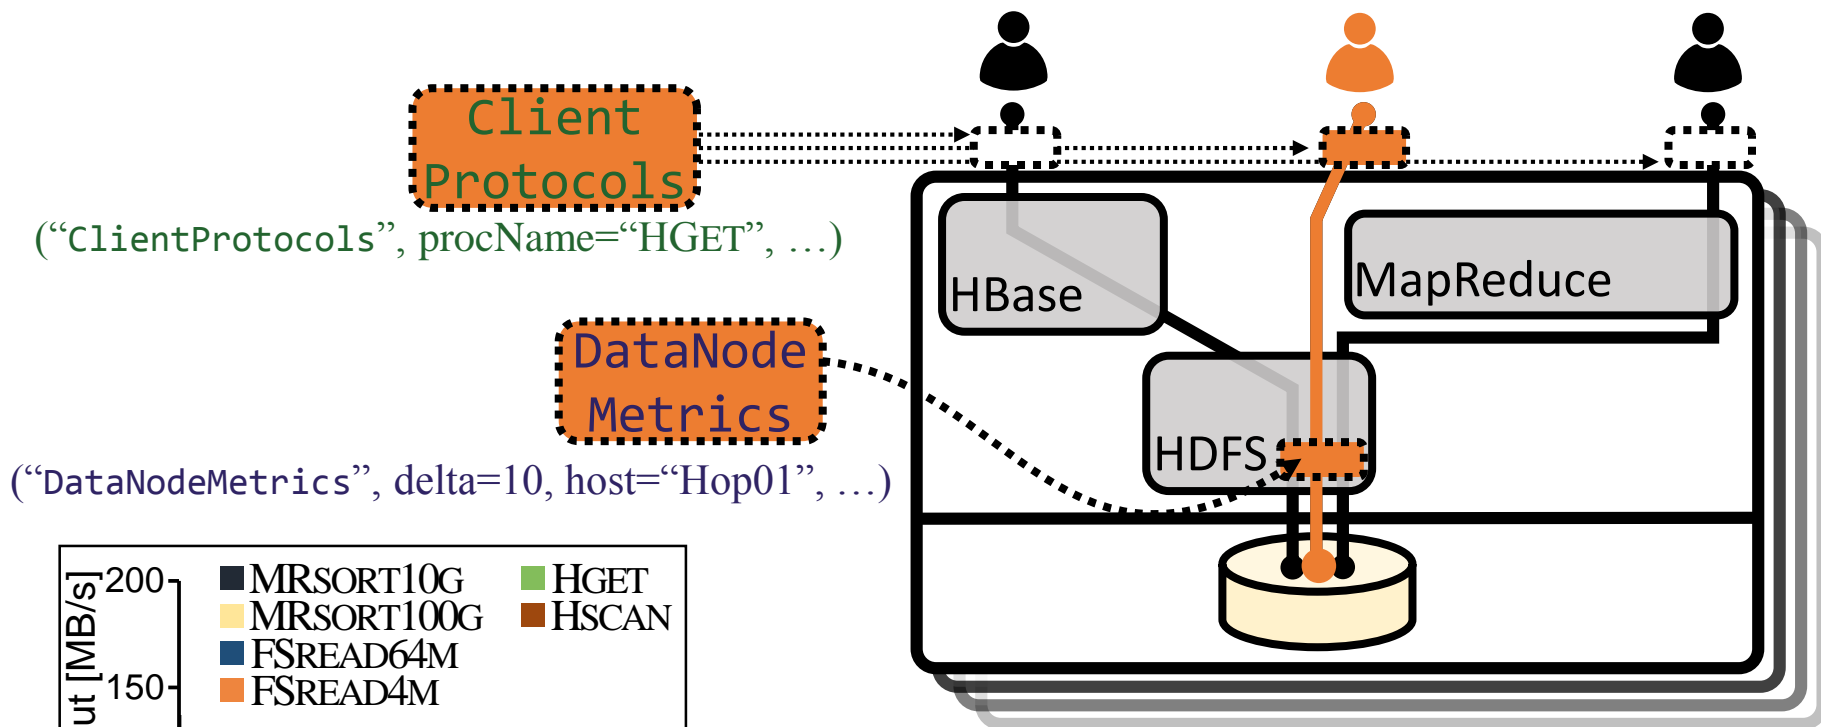 Client
Protocols
("ClientProtocols", procName="HGET", …)
HBase
MapReduce
DataNode
Metrics
HDFS
("DataNodeMetrics", delta=10, host="Hop01", …)
ut [MB/s]
200
150
MRSORT10G
MRSORT100G
FSREAD64M
FSREAD4M
HGET
HSCAN